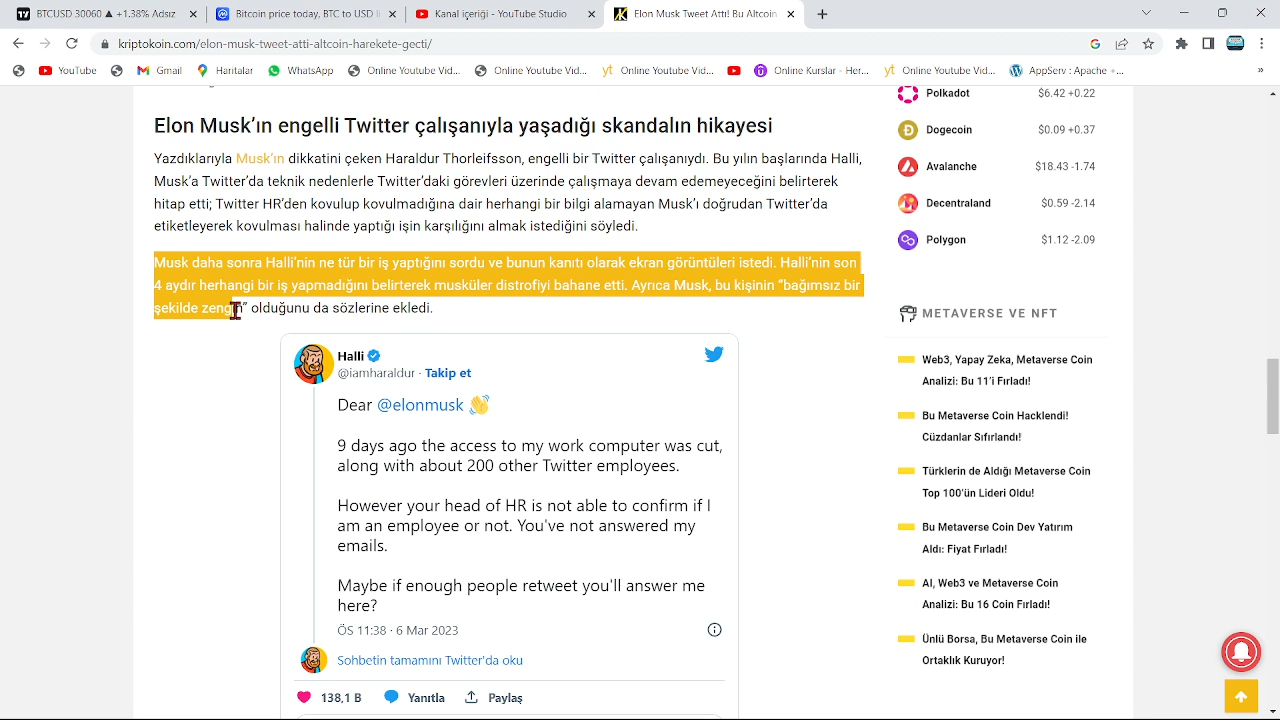 BTCUSD 30060 ▲ +1.38% Adsız
Bitcoin price today, BTC to USD li
Kanal içeriği - YouTube Studio
Elon Musk Tweet Attı! Bu Altcoin
kriptokoin.com/elon-musk-tweet-atti-altcoin-harekete-gecti/
YouTube
Gmail
Haritalar
WhatsApp
Online Youtube Vid...
Online Youtube Vid...
Online Youtube Vid...
Online Kurslar - Her...
Online Youtube Vid...
AppServ : Apache +...
»
Elon Musk’ın engelli Twitter çalışanıyla yaşadığı skandalın hikayesi
Yazdıklarıyla Musk’ın dikkatini çeken Haraldur Thorleifsson, engelli bir Twitter çalışanıydı. Bu yılın başlarında Halli,
Musk’a Twitter’da teknik nedenlerle Twitter’daki görevleri üzerinde çalışmaya devam edemeyeceğini belirterek
hitap etti; Twitter HR’den kovulup kovulmadığına dair herhangi bir bilgi alamayan Musk’ı doğrudan Twitter’da
etiketleyerek kovulması halinde yaptığı işin karşılığını almak istediğini söyledi.
Musk daha sonra Halli’nin ne tür bir iş yaptığını sordu ve bunun kanıtı olarak ekran görüntüleri istedi. Halli’nin son
4 aydır herhangi bir iş yapmadığını belirterek musküler distrofiyi bahane etti. Ayrıca Musk, bu kişinin “bağımsız bir
şekilde zengin” olduğunu da sözlerine ekledi.
Halli
@iamharaldur · Takip et
Dear @elonmusk 👋
9 days ago the access to my work computer was cut,
along with about 200 other Twitter employees.
However your head of HR is not able to confirm if I
am an employee or not. You've not answered my
emails.
Maybe if enough people retweet you'll answer me
here?
ÖS 11:38 · 6 Mar 2023
Sohbetin tamamını Twitter'da oku
138,1 B Yanıtla Paylaş
Polkadot $6.42 +0.22
Dogecoin $0.09 +0.37
Avalanche $18.43 -1.74
Decentraland $0.59 -2.14
Polygon $1.12 -2.09
METAVERSE VE NFT
Web3, Yapay Zeka, Metaverse Coin
Analizi: Bu 11’i Fırladı!
Bu Metaverse Coin Hacklendi!
Cüzdanlar Sıfırlandı!
Türklerin de Aldığı Metaverse Coin
Top 100’ün Lideri Oldu!
Bu Metaverse Coin Dev Yatırım
Aldı: Fiyat Fırladı!
AI, Web3 ve Metaverse Coin
Analizi: Bu 16 Coin Fırladı!
Ünlü Borsa, Bu Metaverse Coin ile
Ortaklık Kuruyor!